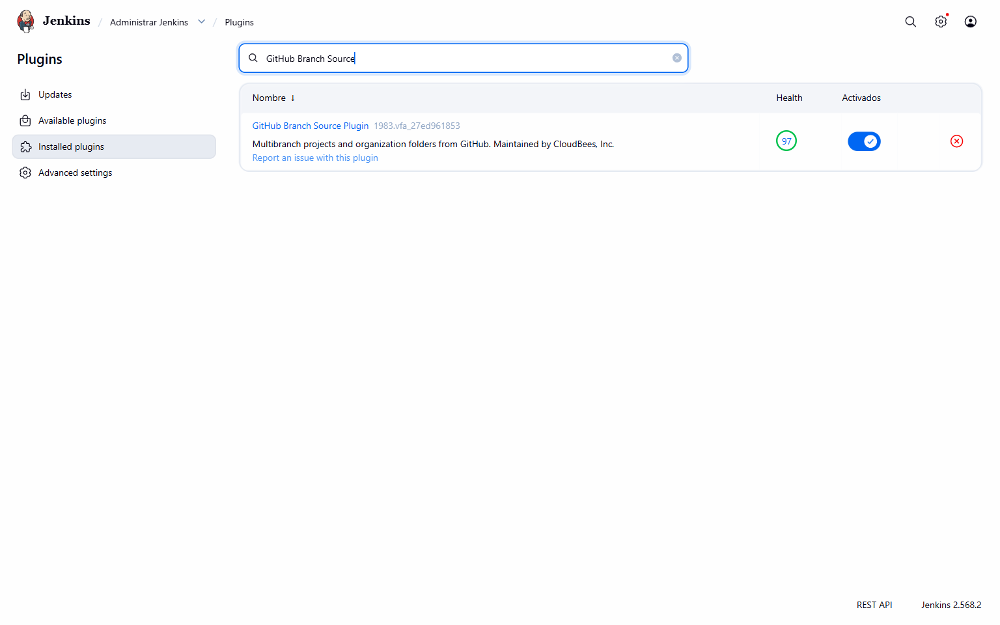 Jenkins / Administrar Jenkins / Plugins
Plugins
GitHub Branch Source
Updates
Available plugins
Installed plugins
Advanced settings
Nombre ↓ Health Activados
GitHub Branch Source Plugin 1983.vfa_27ed961853
Multibranch projects and organization folders from GitHub. Maintained by CloudBees, Inc.
Report an issue with this plugin
97
REST API Jenkins 2.568.2